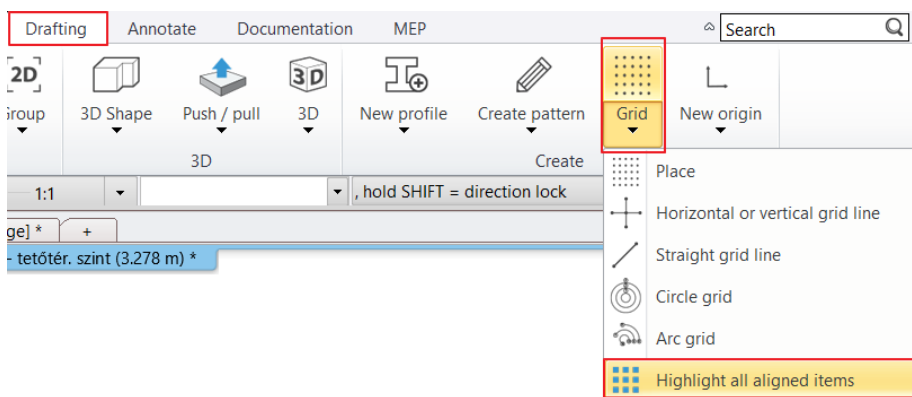 Drafting Annotate Documentation MEP Search
2D 3D
3D Shape Push / pull 3D New profile Create pattern Grid New origin
3D Create
1:1 , hold SHIFT = direction lock
+
- tetőtér. szint (3.278 m) *
Place
Horizontal or vertical grid line
Straight grid line
Circle grid
Arc grid
Highlight all aligned items